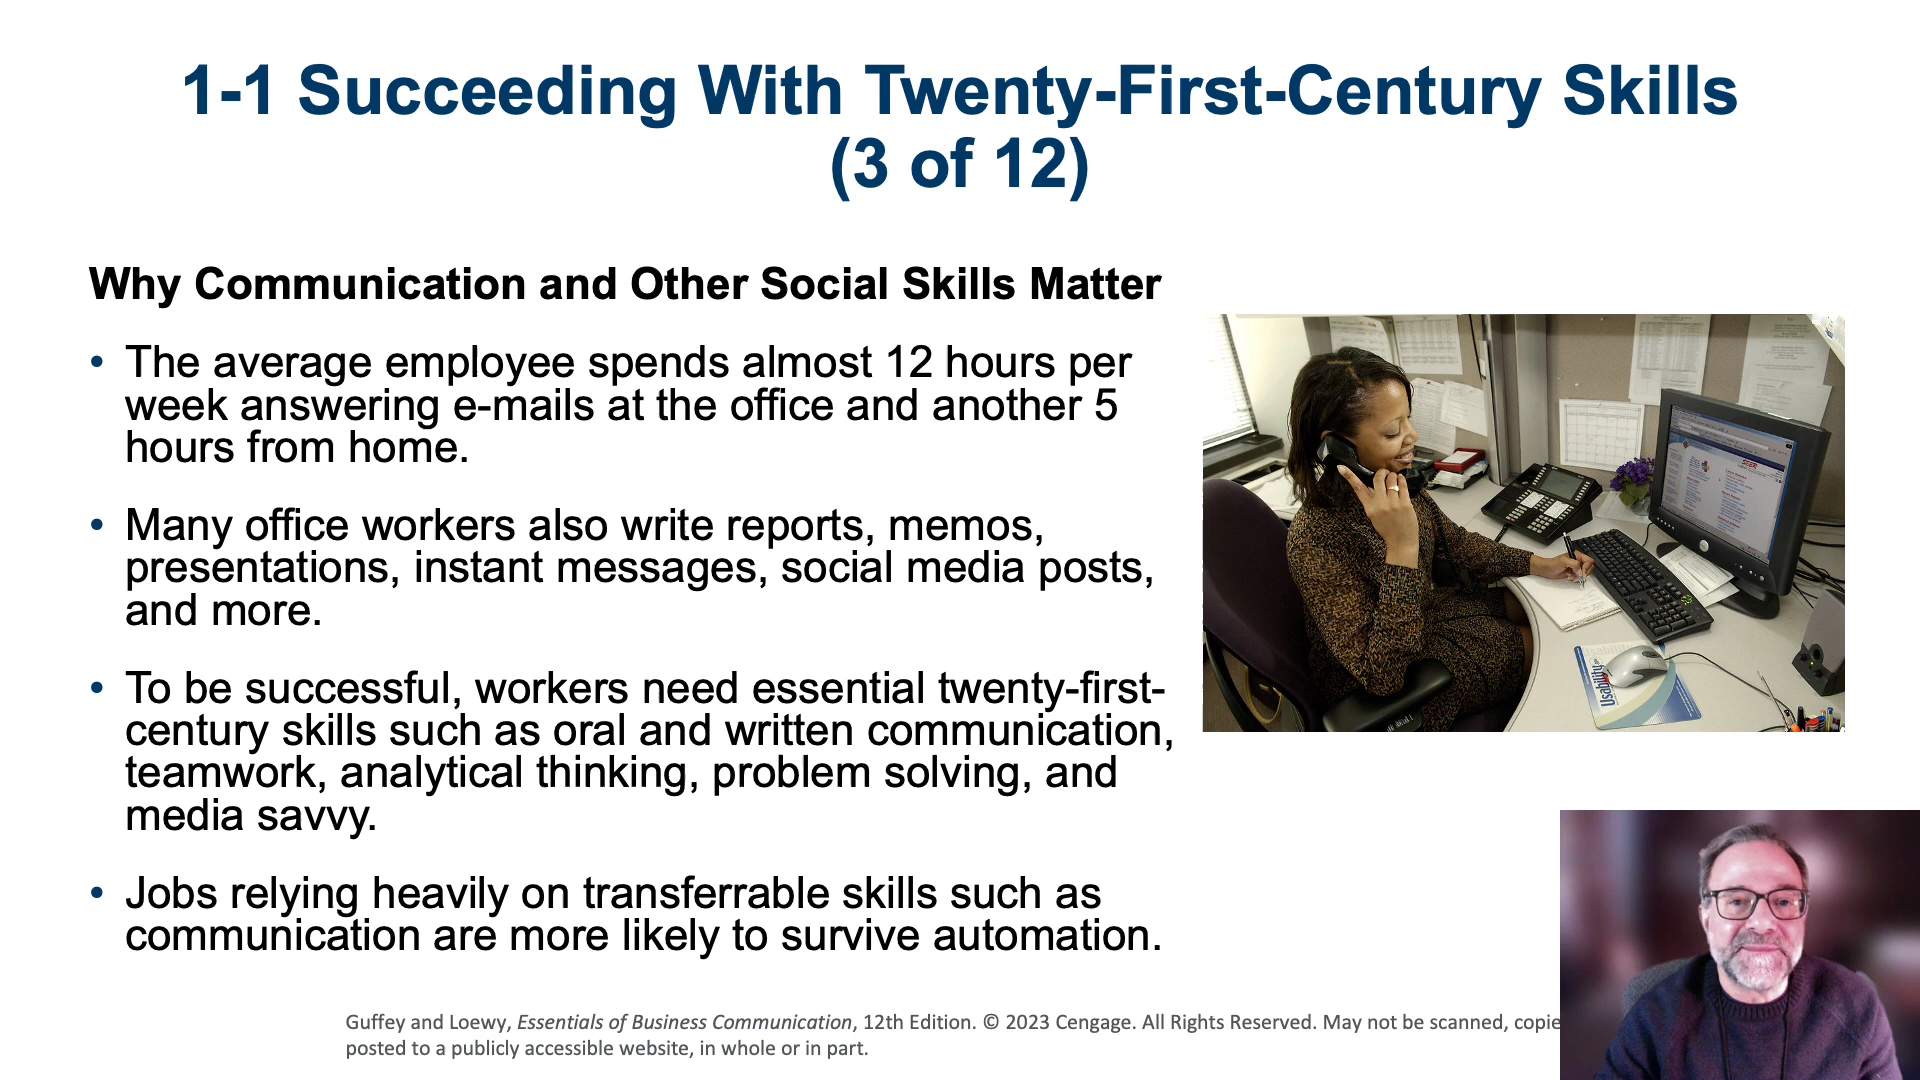 1-1 Succeeding With Twenty-First-Century Skills
(3 of 12)
Why Communication and Other Social Skills Matter
• The average employee spends almost 12 hours per
week answering e-mails at the office and another 5
hours from home.
• Many office workers also write reports, memos,
presentations, instant messages, social media posts,
and more.
• To be successful, workers need essential twenty-first-
century skills such as oral and written communication,
teamwork, analytical thinking, problem solving, and
media savvy.
• Jobs relying heavily on transferrable skills such as
communication are more likely to survive automation.
Usability
Guffey and Loewy, Essentials of Business Communication, 12th Edition. © 2023 Cengage. All Rights Reserved. May not be scanned, copie
posted to a publicly accessible website, in whole or in part.